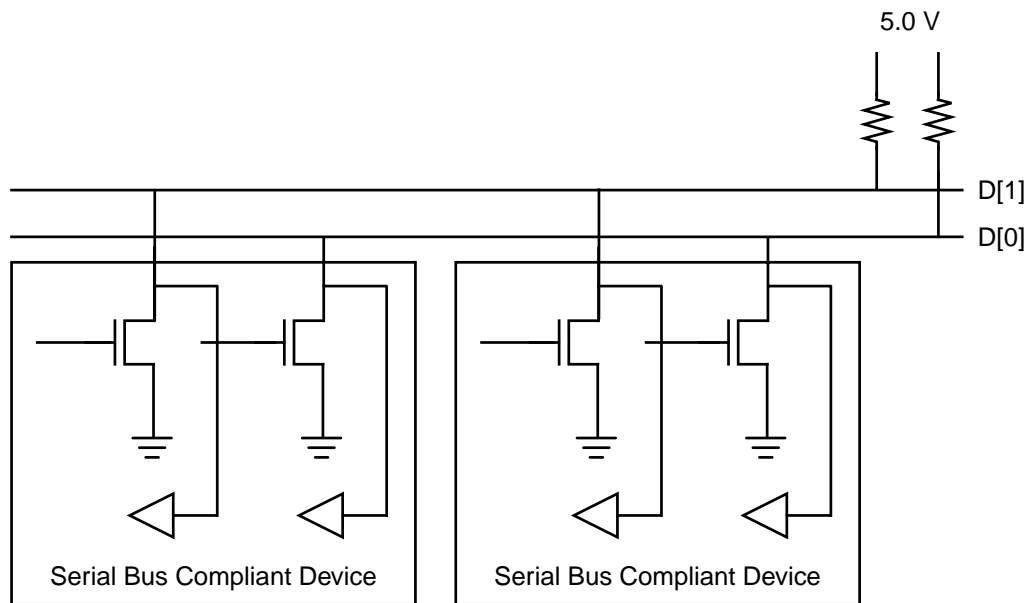 5.0 V
D[1]
D[0]
Serial Bus Compliant Device
Serial Bus Compliant Device